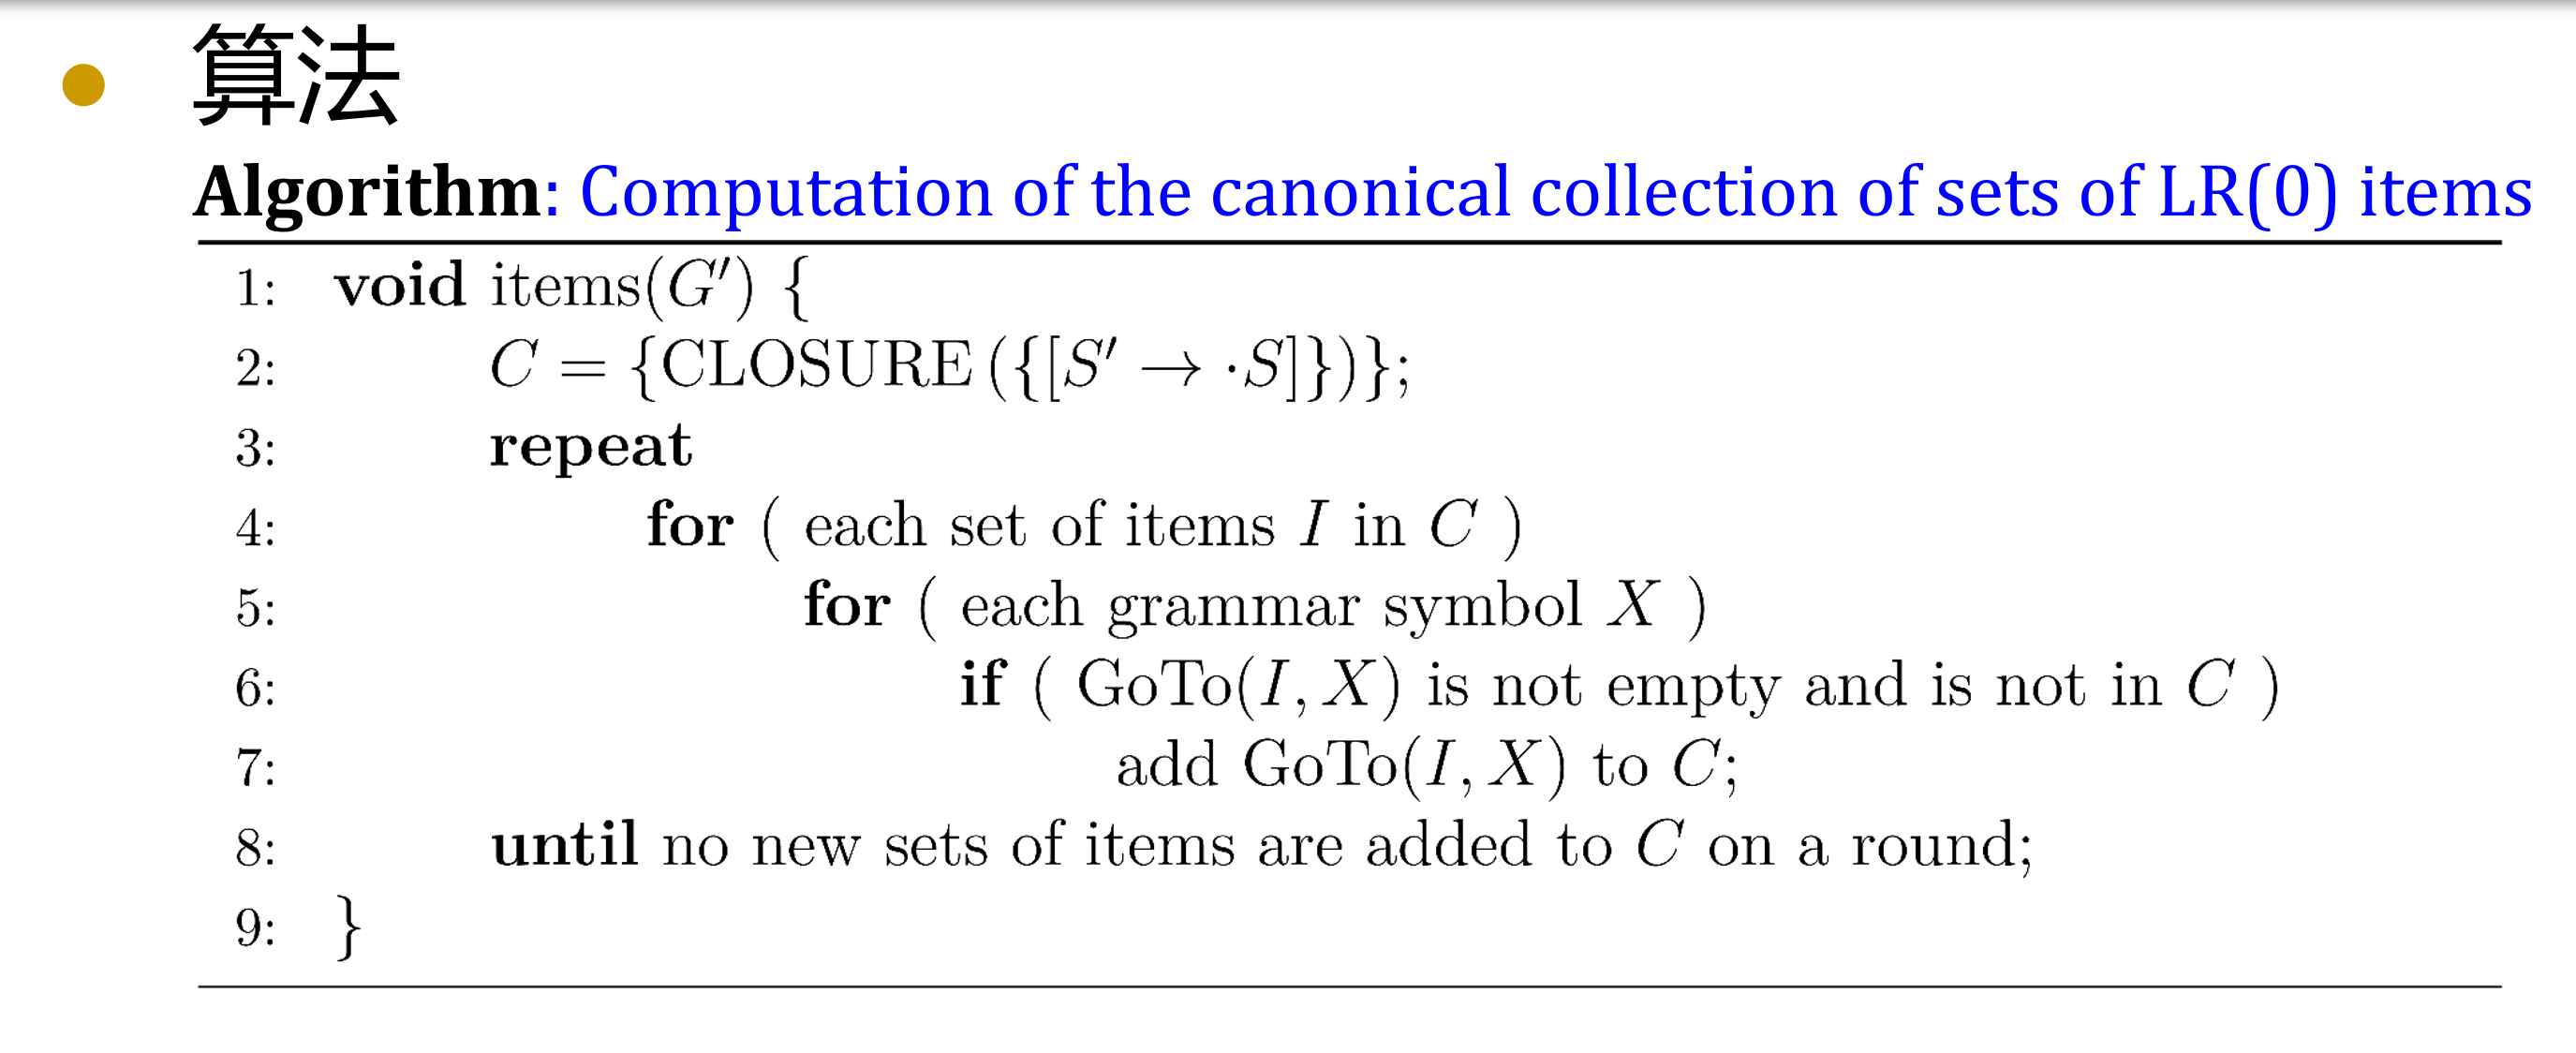 ● 算法
Algorithm: Computation of the canonical collection of sets of LR(0) items
1: void items(G′) {
2: C = {CLOSURE({[S′ → ·S]})};
3: repeat
4: for ( each set of items I in C )
5: for ( each grammar symbol X )
6: if ( GoTo(I, X) is not empty and is not in C )
7: add GoTo(I, X) to C;
8: until no new sets of items are added to C on a round;
9: }